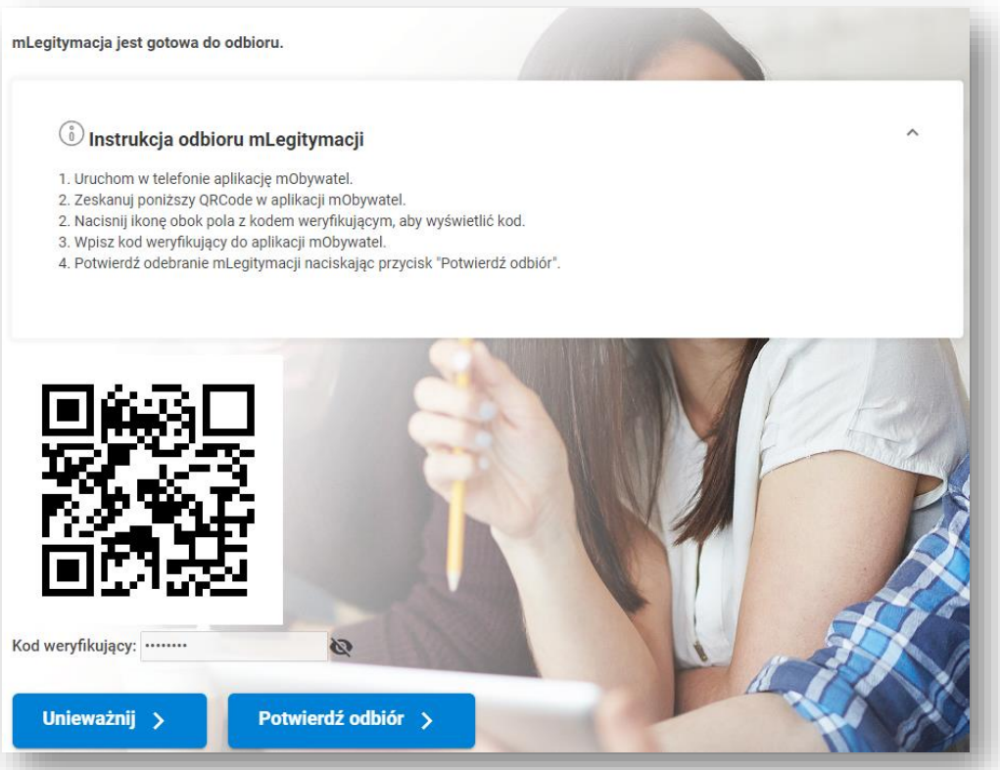 mLegitymacja jest gotowa do odbioru.
Instrukcja odbioru mLegitymacji
1. Uruchom w telefonie aplikację mObywatel.
2. Zeskanuj poniższy QRCode w aplikacji mObywatel.
2. Nacisnij ikonę obok pola z kodem weryfikującym, aby wyświetlić kod.
3. Wpisz kod weryfikujący do aplikacji mObywatel.
4. Potwierdź odebranie mLegitymacji naciskając przycisk "Potwierdź odbiór".
Kod weryfikujący: ········
Unieważnij
Potwierdź odbiór